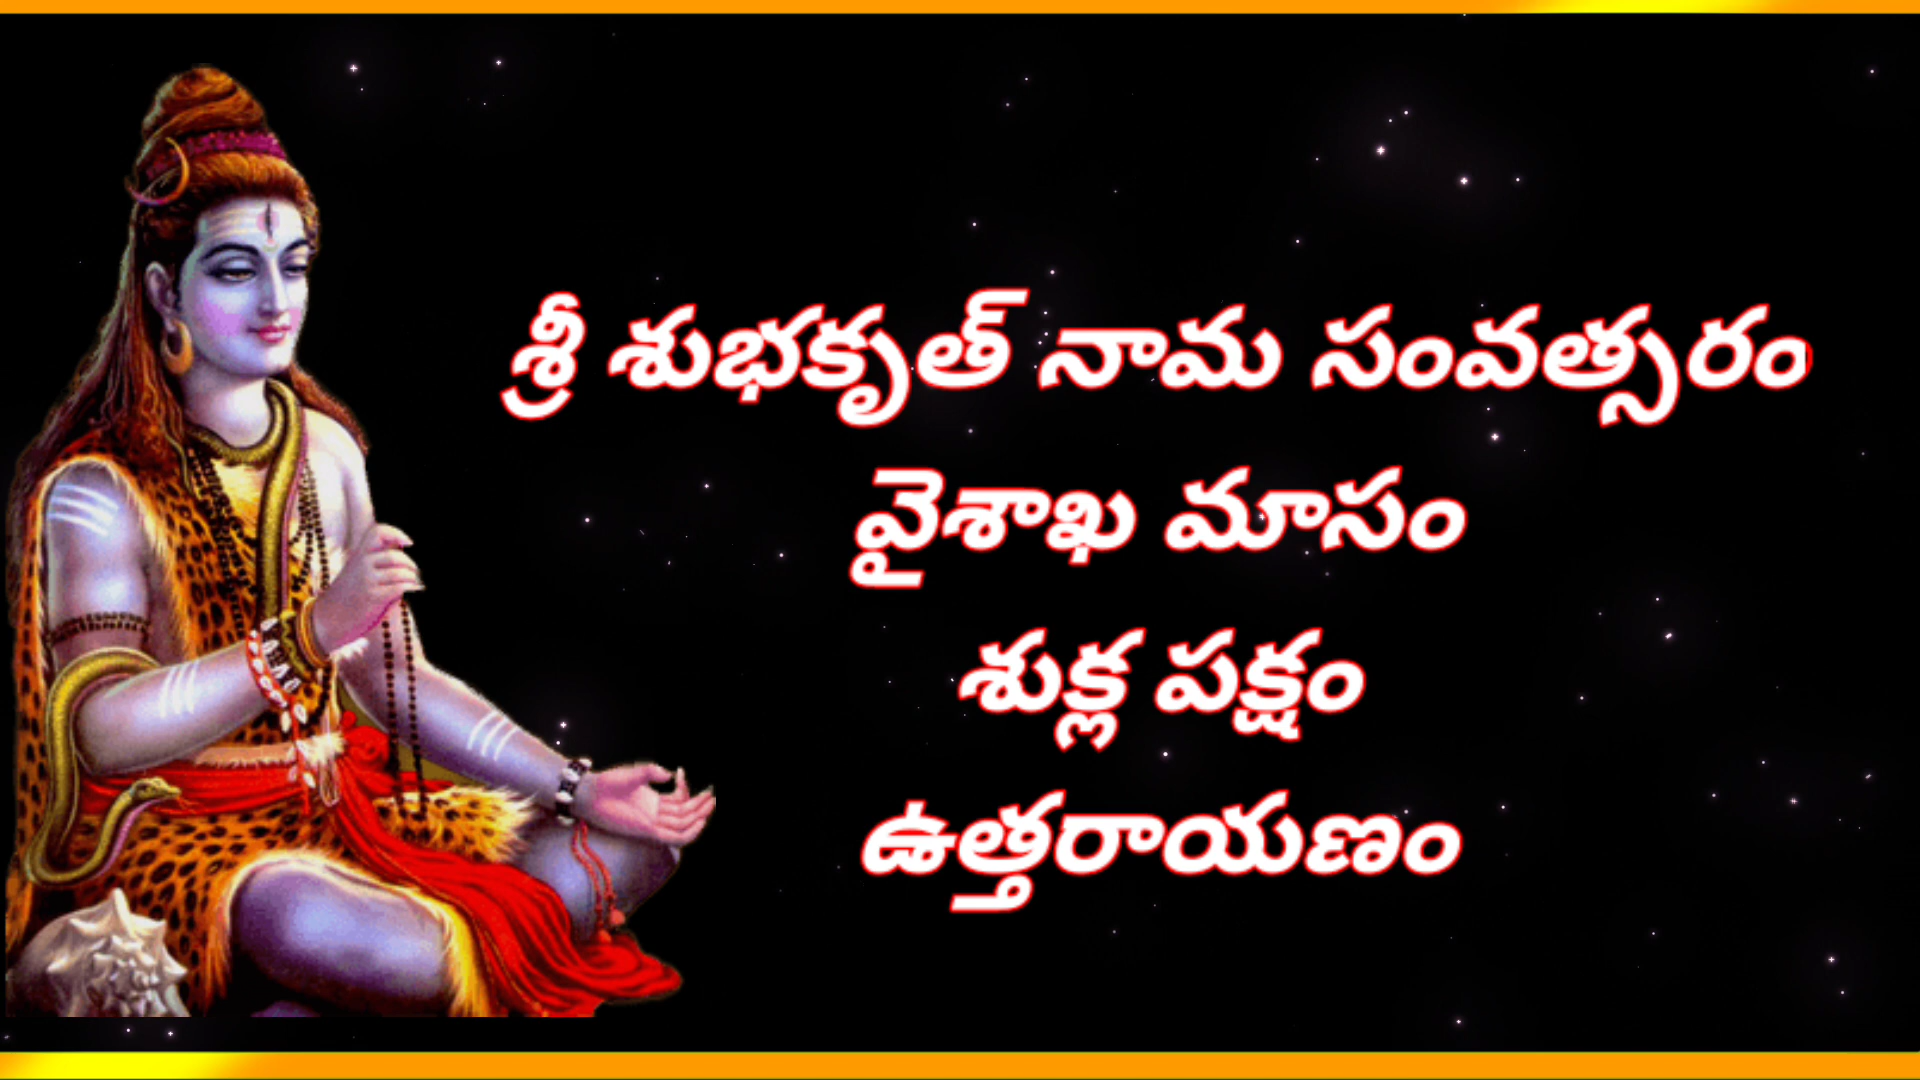 శ్రీ శుభకృత్ నామ సంవత్సరం
వైశాఖ మాసం
శుక్ల పక్షం
ఉత్తరాయణం